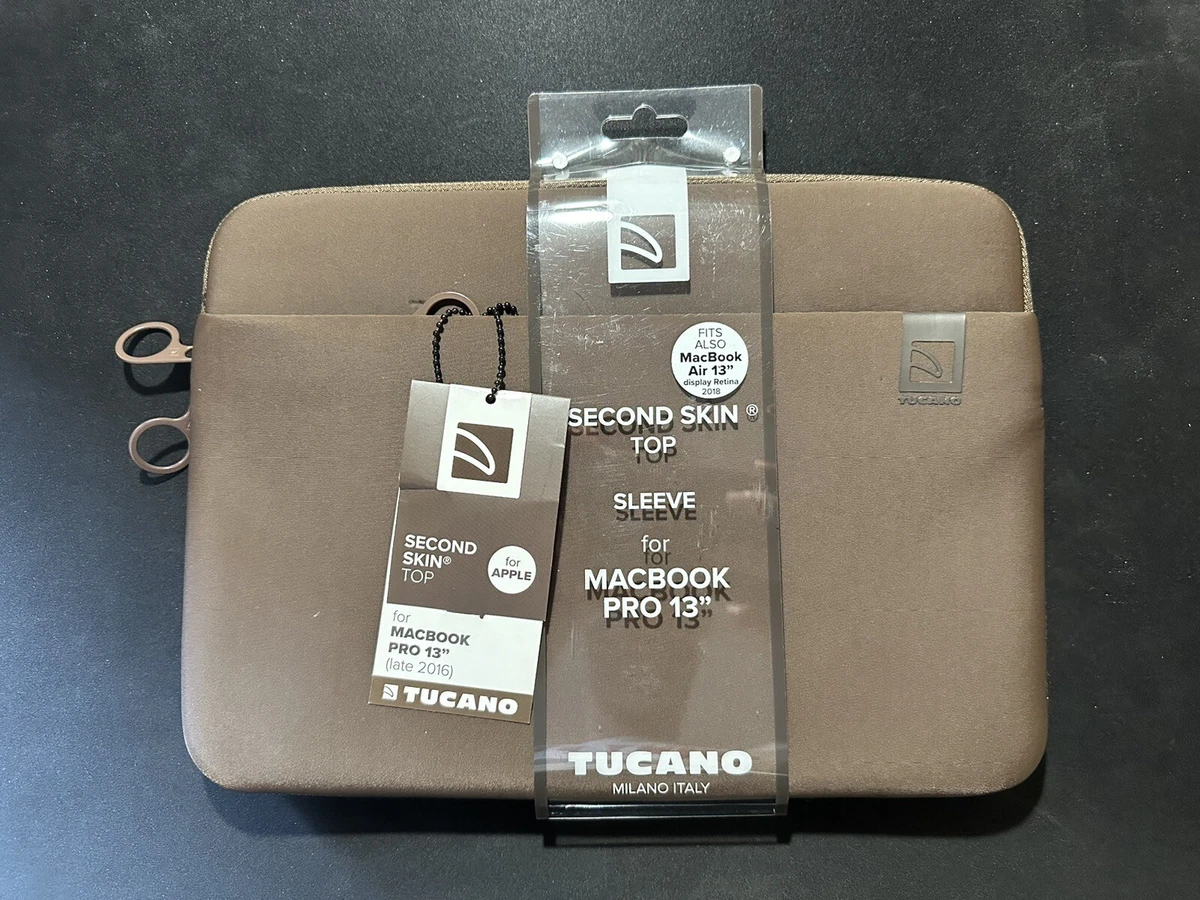 FITS
ALSO
MacBook
Air 13”
display Retina
2018
SECOND SKIN ®
TOP
SLEEVE
for
MACBOOK
PRO 13”
TUCANO
MILANO ITALY
SECOND
SKIN®
TOP
for
APPLE
for
MACBOOK
PRO 13”
(late 2016)
TUCANO
TUCANO